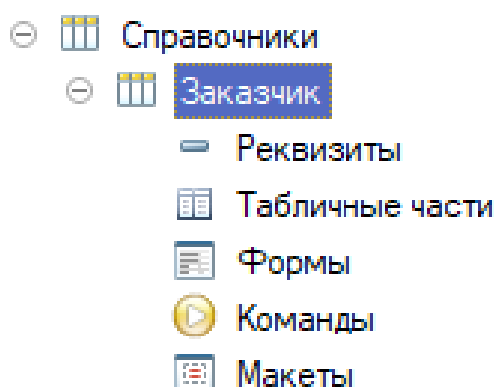 Справочники
Заказчик
Реквизиты
Табличные части
Формы
Команды
Макеты